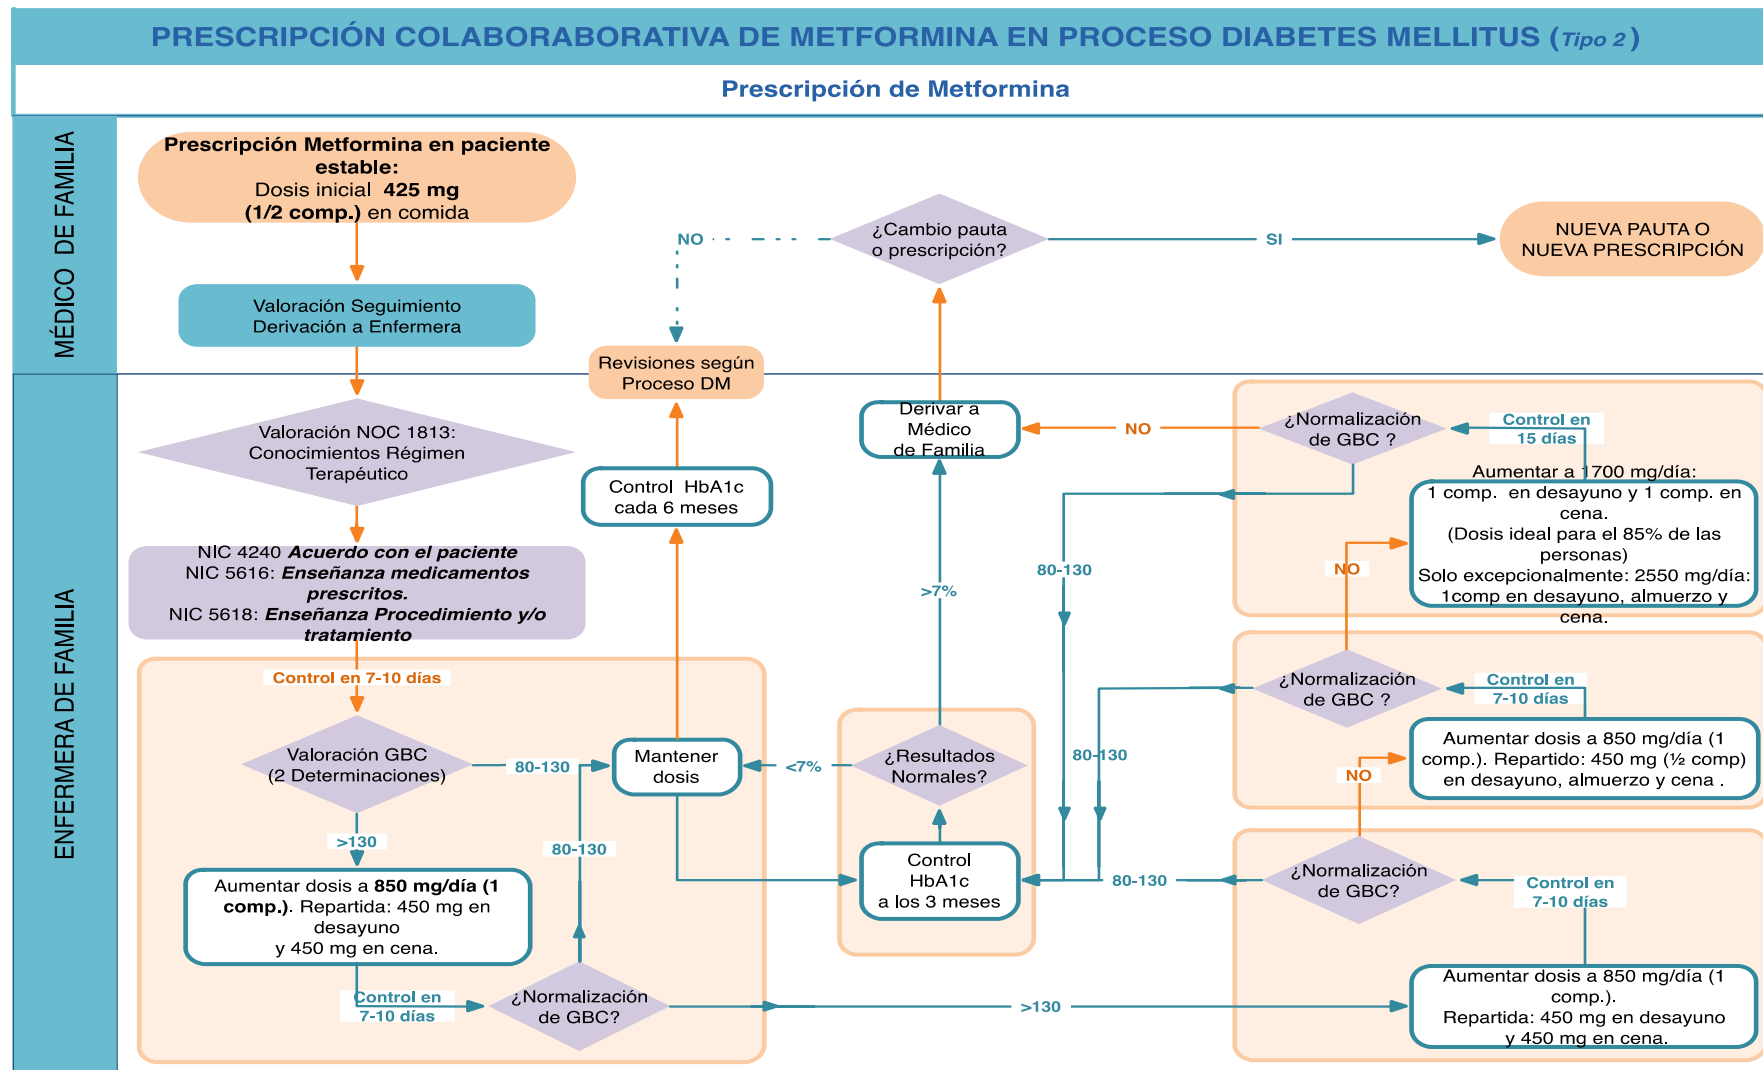 PRESCRIPCIÓN COLABORABORATIVA DE METFORMINA EN PROCESO DIABETES MELLITUS (Tipo 2 )
Prescripción de Metformina
MÉDICO DE FAMILIA
Prescripción Metformina en paciente
estable:
Dosis inicial 425 mg
(1/2 comp.) en comida
Valoración Seguimiento
Derivación a Enfermera
¿Cambio pauta
o prescripción?
NO
SI
NUEVA PAUTA O
NUEVA PRESCRIPCIÓN
Revisiones según
Proceso DM
ENFERMERA DE FAMILIA
Valoración NOC 1813:
Conocimientos Régimen
Terapéutico
NIC 4240 Acuerdo con el paciente
NIC 5616: Enseñanza medicamentos
prescritos.
NIC 5618: Enseñanza Procedimiento y/o
tratamiento
Control en 7-10 días
Valoración GBC
(2 Determinaciones)
80-130
>130
Aumentar dosis a 850 mg/día (1
comp.). Repartida: 450 mg en
desayuno
y 450 mg en cena.
Control en
7-10 días
¿Normalización
de GBC?
80-130
>130
Mantener
dosis
Control HbA1c
cada 6 meses
<7%
¿Resultados
Normales?
>7%
Control
HbA1c
a los 3 meses
Derivar a
Médico
de Familia
NO
¿Normalización
de GBC ?
Control en
15 días
80-130
Aumentar a 1700 mg/día:
1 comp. en desayuno y 1 comp. en
cena.
(Dosis ideal para el 85% de las
personas)
Solo excepcionalmente: 2550 mg/día:
1comp en desayuno, almuerzo y
cena.
NO
¿Normalización
de GBC ?
Control en
7-10 días
80-130
Aumentar dosis a 850 mg/día (1
comp.). Repartido: 450 mg (½ comp)
en desayuno, almuerzo y cena .
NO
¿Normalización
de GBC?
Control en
7-10 días
80-130
Aumentar dosis a 850 mg/día (1
comp.).
Repartida: 450 mg en desayuno
y 450 mg en cena.